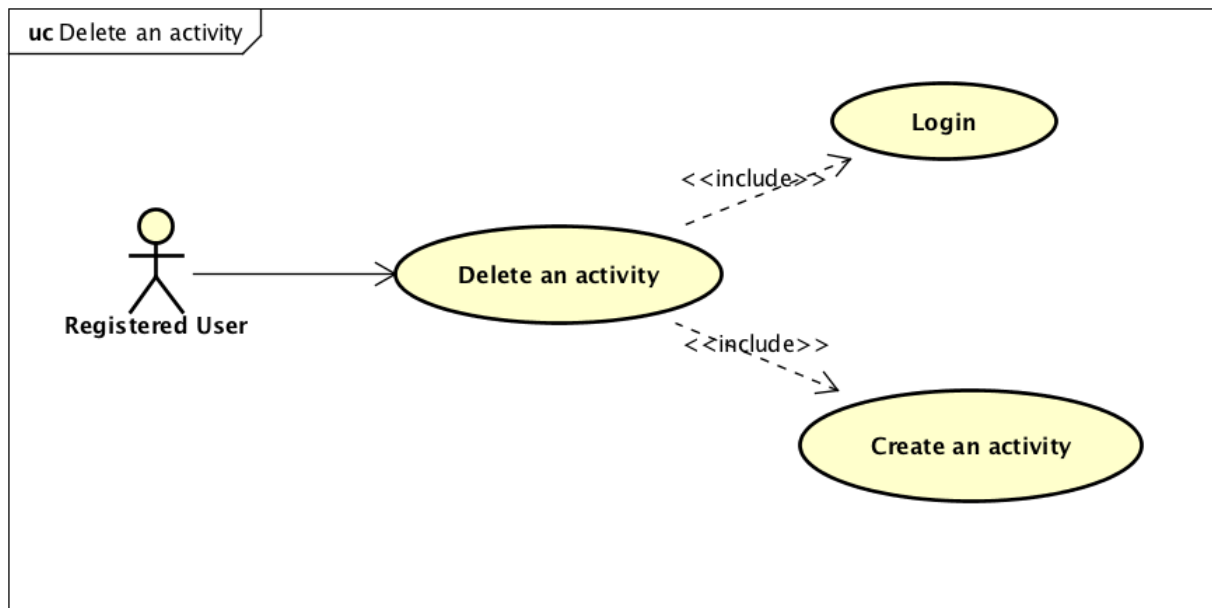 uc Delete an activity
Login
<<include>>
Delete an activity
Registered User
<<include>>
Create an activity